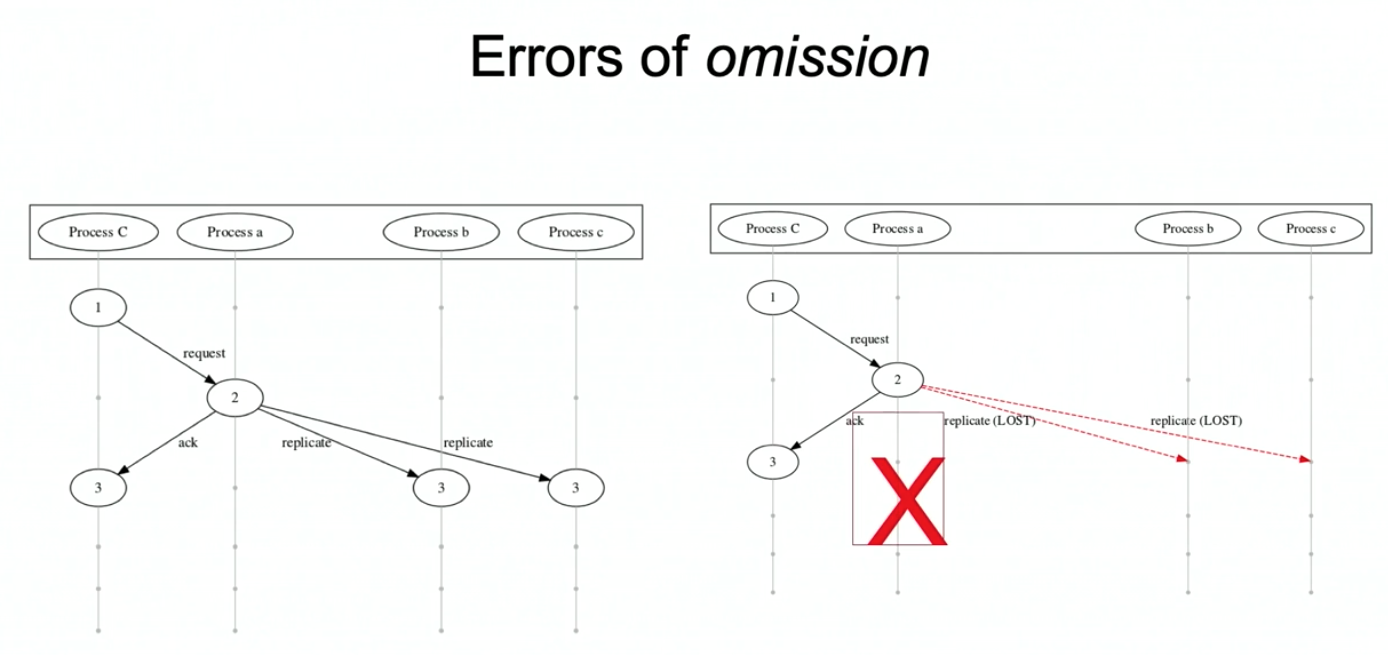 Errors of omission
Process C
Process a
Process b
Process c
1
request
2
ack
replicate
replicate
3
3
3
Process C
Process a
Process b
Process c
1
request
2
ack
replicate (LOST)
replicate (LOST)
3
X